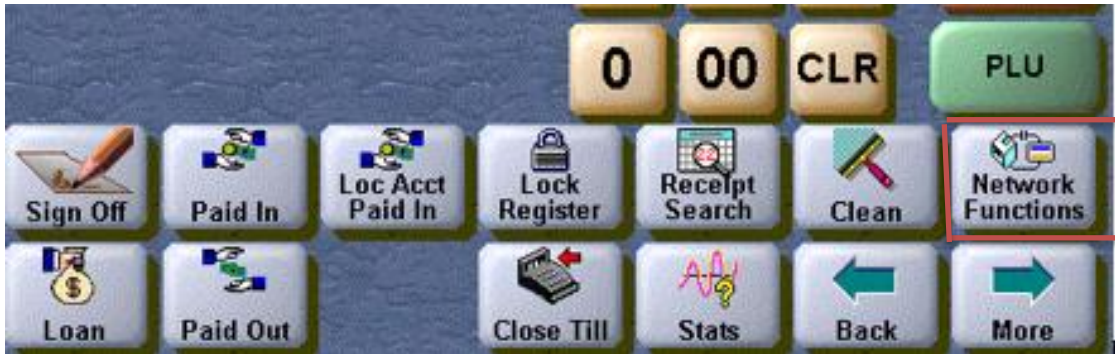 0 00 CLR PLU
Sign Off
Paid In
Loc Acct
Paid In
Lock
Register
22
Receipt
Search
Clean
Network
Functions
$
Loan
Paid Out
Close Till
?
Stats
Back
More